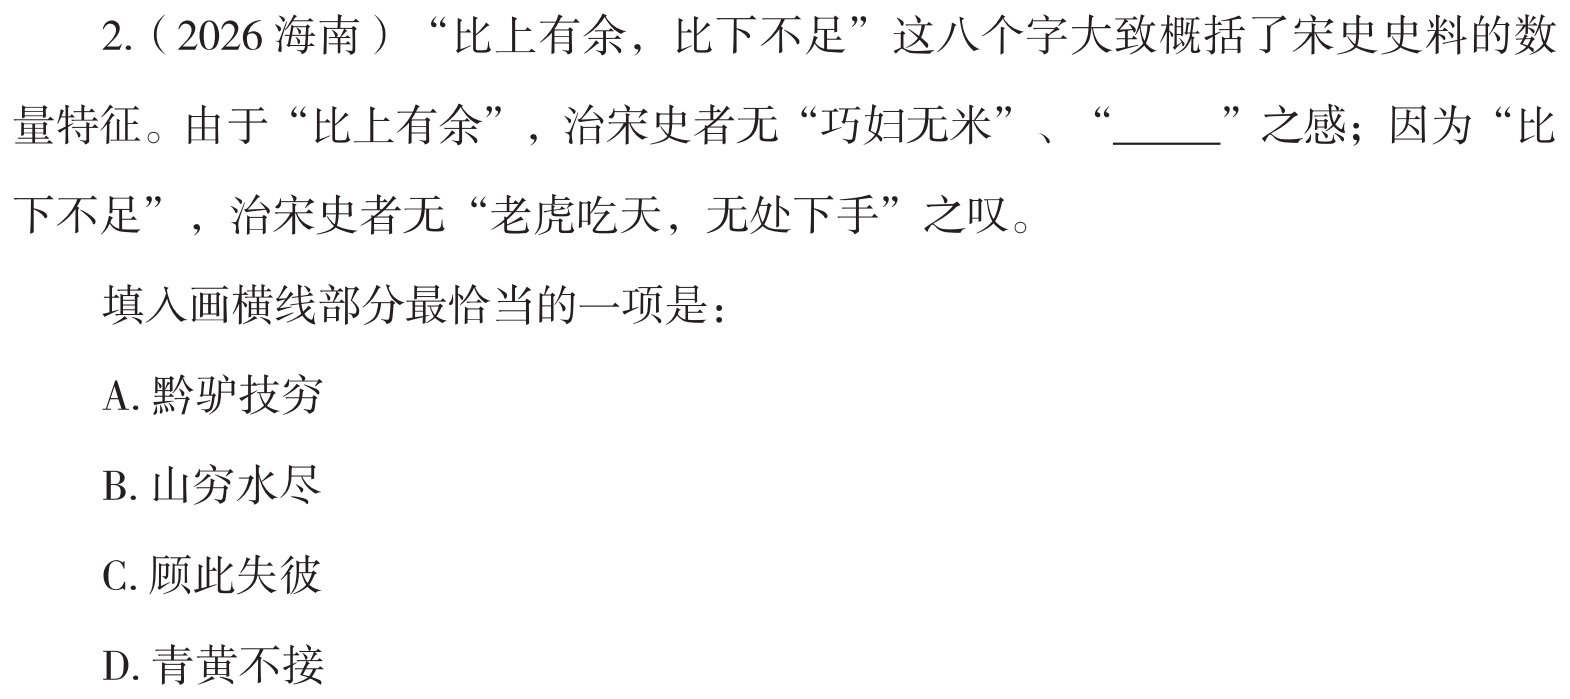 2.（2026 海南）“比上有余，比下不足”这八个字大致概括了宋史史料的数
量特征。由于“比上有余”，治宋史者无“巧妇无米”、“_____”之感；因为“比
下不足”，治宋史者无“老虎吃天，无处下手”之叹。
填入画横线部分最恰当的一项是：
A. 黔驴技穷
B. 山穷水尽
C. 顾此失彼
D. 青黄不接